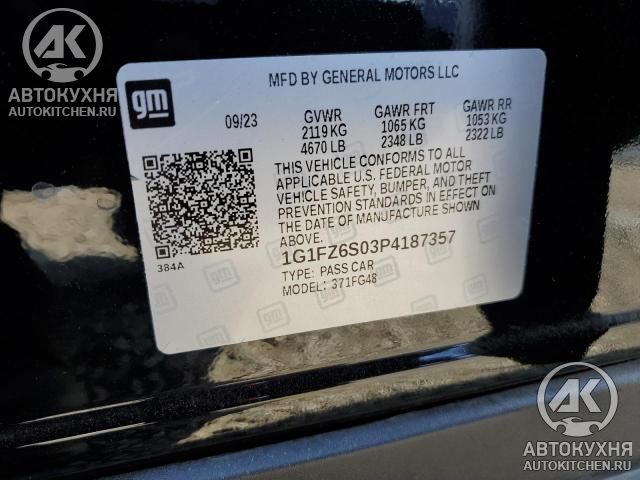 AK
АВТОКУХНЯ
AUTOKITCHEN.RU
gm
MFD BY GENERAL MOTORS LLC
09/23 GVWR GAWR FRT GAWR RR
2119 KG 1065 KG 1053 KG
4670 LB 2348 LB 2322 LB
THIS VEHICLE CONFORMS TO ALL
APPLICABLE U.S. FEDERAL MOTOR
VEHICLE SAFETY, BUMPER, AND THEFT
PREVENTION STANDARDS IN EFFECT ON
THE DATE OF MANUFACTURE SHOWN
ABOVE.
384A
1G1FZ6S03P4187357
TYPE: PASS CAR
MODEL: 371FG48
AK
АВТОКУХНЯ
AUTOKITCHEN.RU